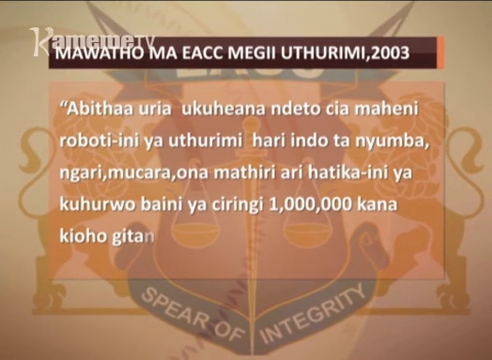 Kameme TV
MAWATHO MA EACC MEGII UTHURIMI,2003
“Abithaa uria ukuheana ndeto cia maheni
roboti-ini ya uthurimi hari indo ta nyumba,
ngari,mucara,ona mathiri ari hatika-ini ya
kuhurwo baini ya ciringi 1,000,000 kana
kioho gitan
EACC
SPEAR OF INTEGRITY